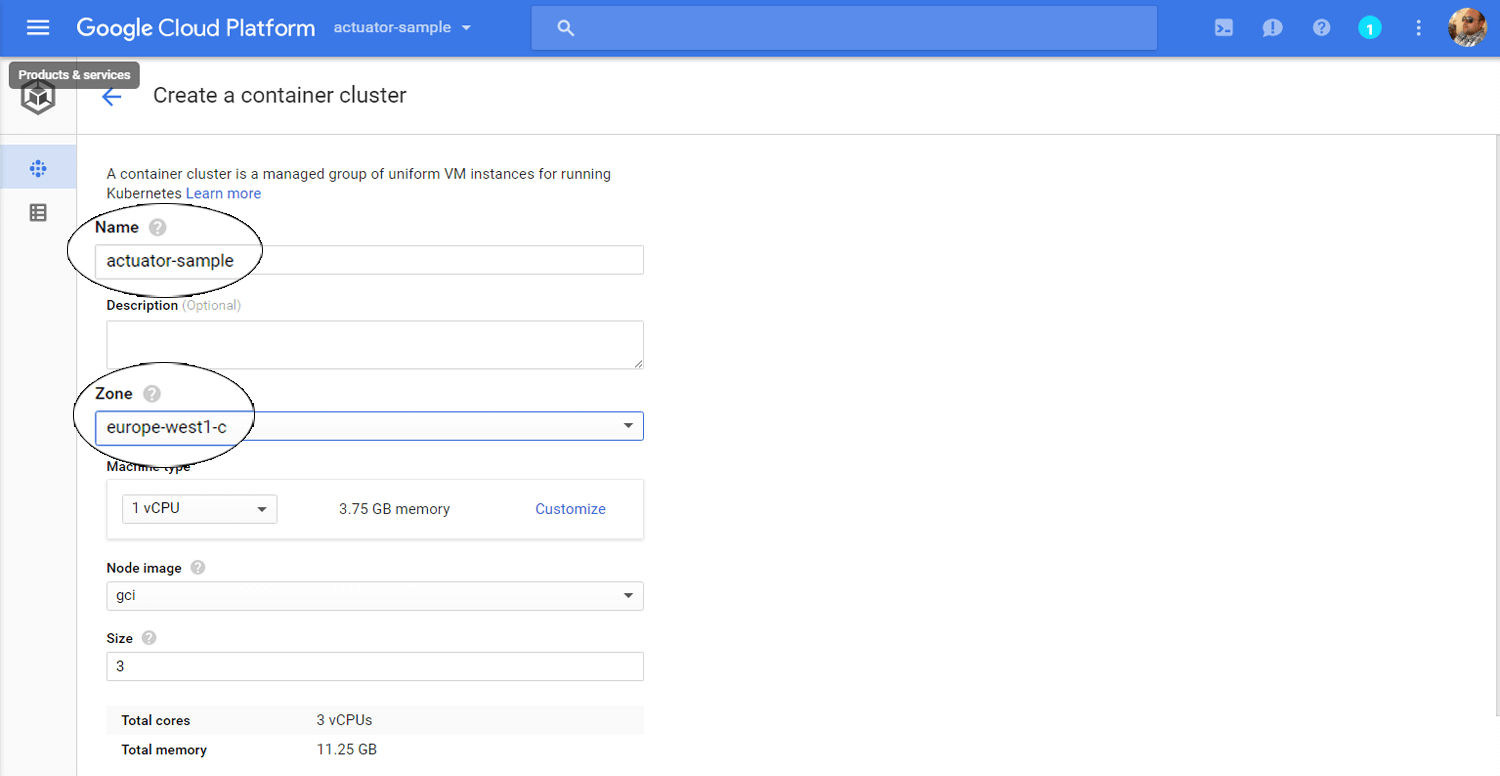 Google Cloud Platform actuator-sample 1
Products & services
Create a container cluster
A container cluster is a managed group of uniform VM instances for running
Kubernetes Learn more
Name ?
actuator-sample
Description (Optional)
Zone ?
europe-west1-c
Machine type
1 vCPU 3.75 GB memory Customize
Node image ?
gci
Size ?
3
Total cores 3 vCPUs
Total memory 11.25 GB